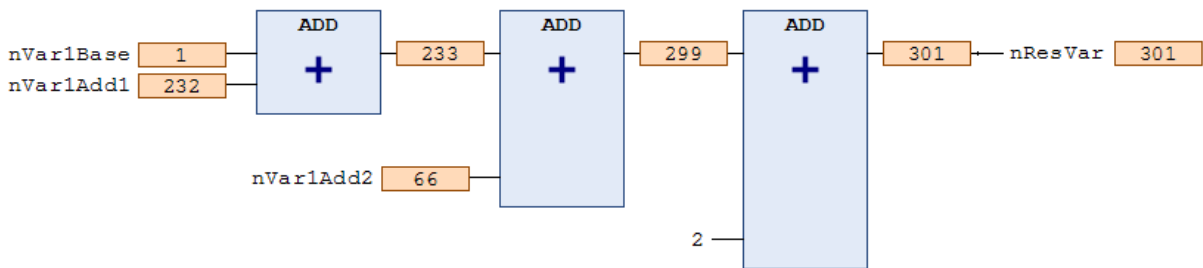 ADD ADD ADD
nVar1Base 1 233 299 301 nResVar 301
nVar1Add1 232
nVar1Add2 66
2